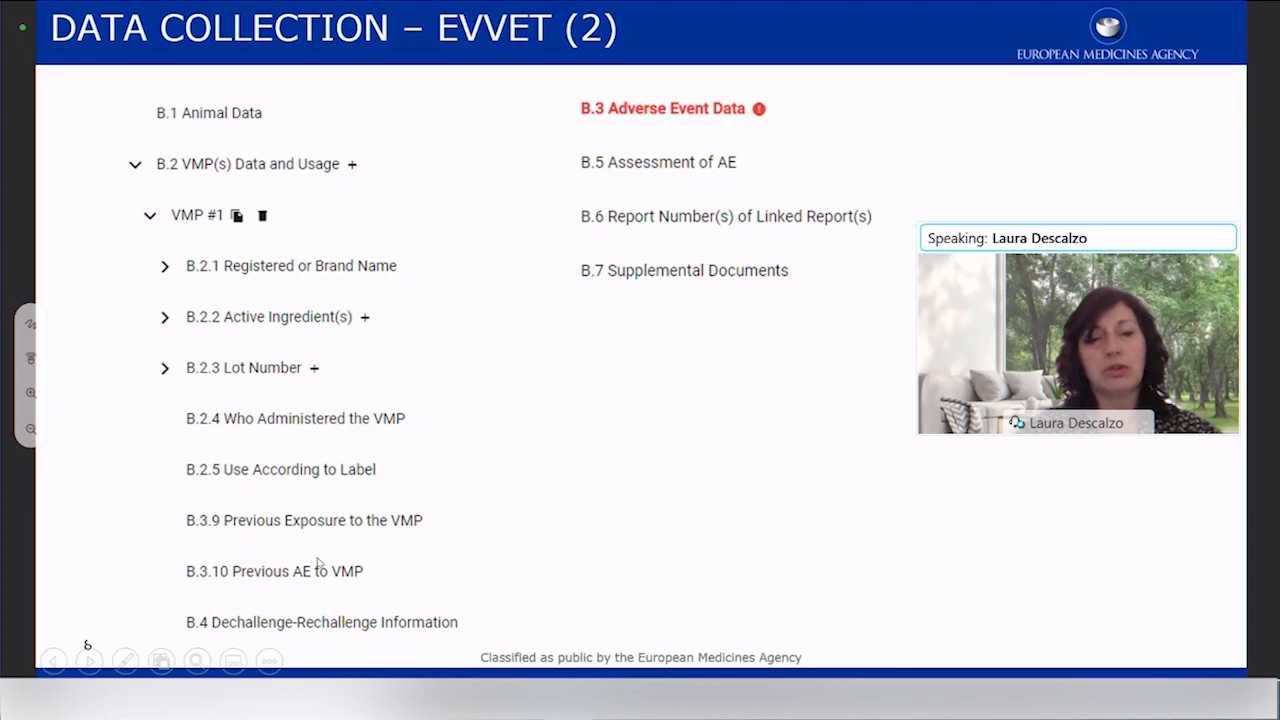 DATA COLLECTION – EVVET (2)
EUROPEAN MEDICINES AGENCY
B.1 Animal Data
B.2 VMP(s) Data and Usage +
VMP #1
B.2.1 Registered or Brand Name
B.2.2 Active Ingredient(s) +
B.2.3 Lot Number +
B.2.4 Who Administered the VMP
B.2.5 Use According to Label
B.3.9 Previous Exposure to the VMP
B.3.10 Previous AE to VMP
B.4 Dechallenge-Rechallenge Information
B.3 Adverse Event Data
B.5 Assessment of AE
B.6 Report Number(s) of Linked Report(s)
B.7 Supplemental Documents
Speaking: Laura Descalzo
Laura Descalzo
8
Classified as public by the European Medicines Agency